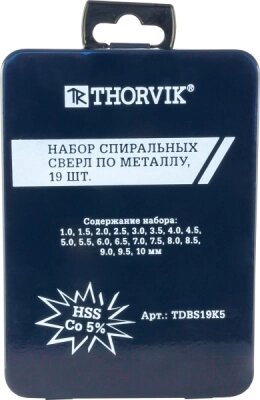 TR THORVIK®
НАБОР СПИРАЛЬНЫХ
СВЕРЛ ПО МЕТАЛЛУ,
19 ШТ.
Содержание набора:
1.0, 1.5, 2.0, 2.5, 3.0, 3.5, 4.0, 4.5,
5.0, 5.5, 6.0, 6.5, 7.0, 7.5, 8.0, 8.5,
9.0, 9.5, 10 мм
HSS
Co 5%
Арт.: TDBS19K5